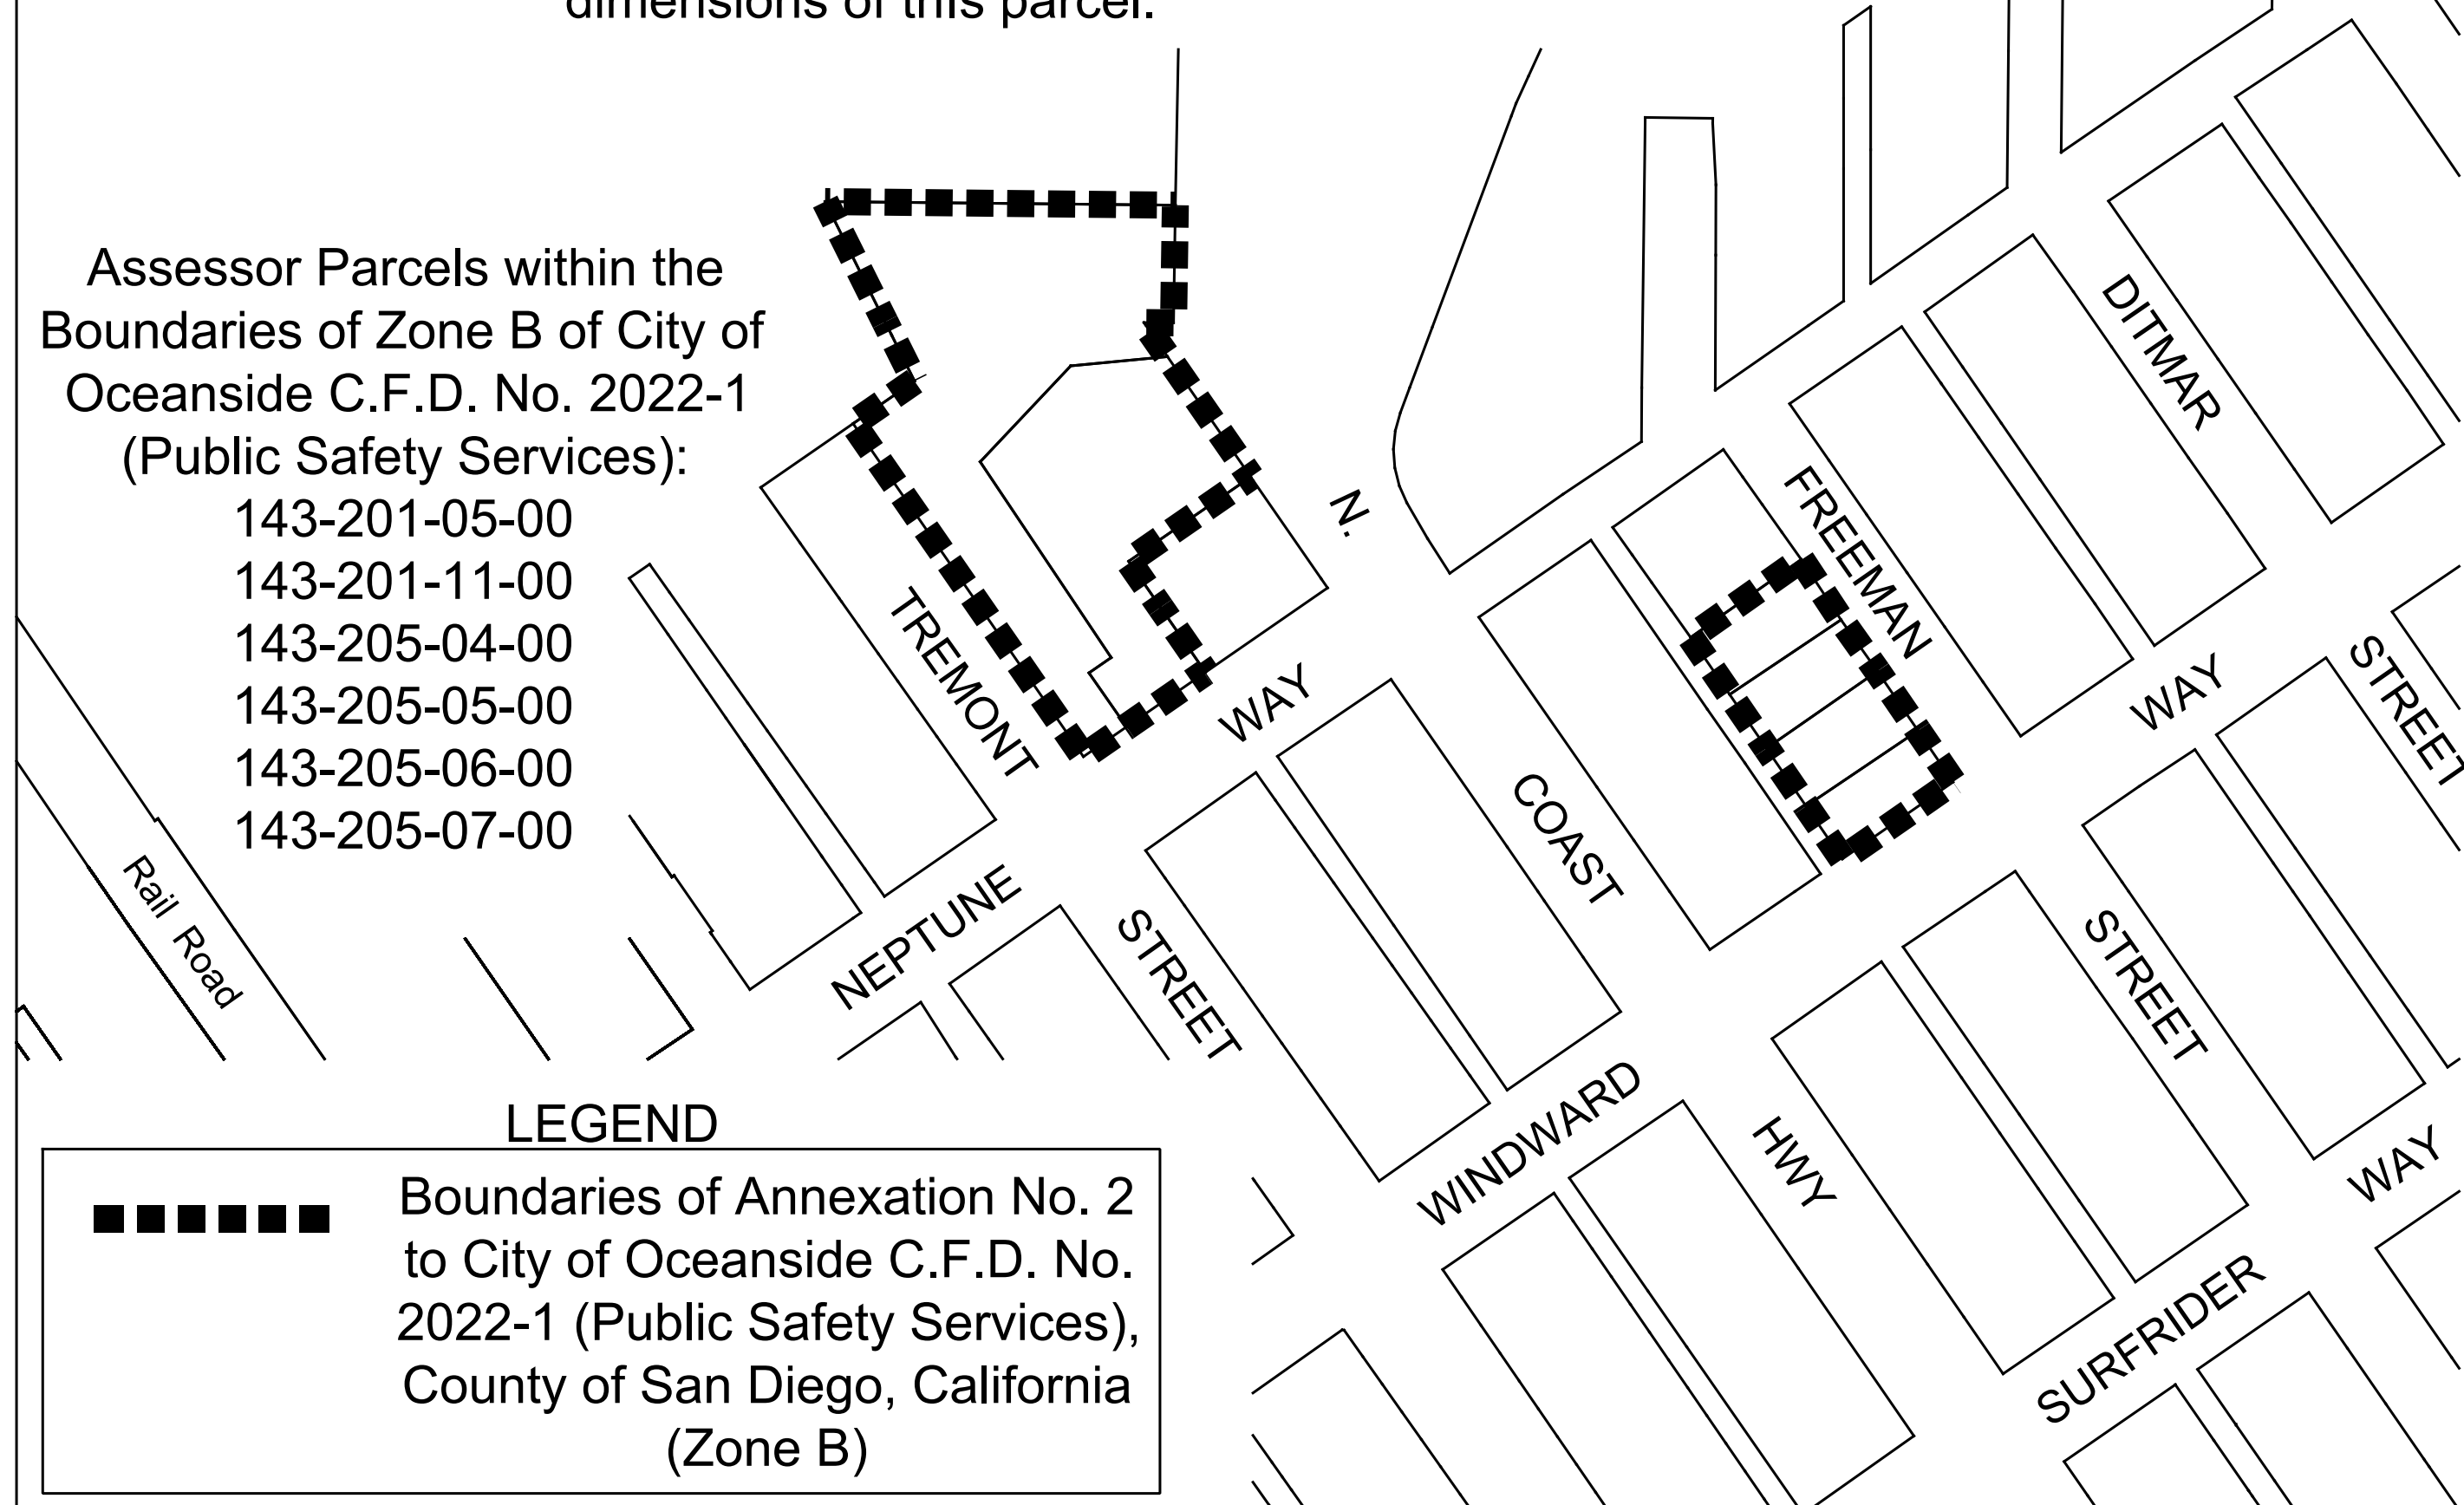 dimensions of this parcel.
Assessor Parcels within the
Boundaries of Zone B of City of
Oceanside C.F.D. No. 2022-1
(Public Safety Services):
143-201-05-00
143-201-11-00
143-205-04-00
143-205-05-00
143-205-06-00
143-205-07-00
Rail Road
TREMONT
STREET
NEPTUNE
WAY
N.
COAST
HWY
FREEMAN
STREET
DITMAR
STREET
WINDWARD
WAY
SURFRIDER
WAY
LEGEND
Boundaries of Annexation No. 2
to City of Oceanside C.F.D. No.
2022-1 (Public Safety Services),
County of San Diego, California
(Zone B)